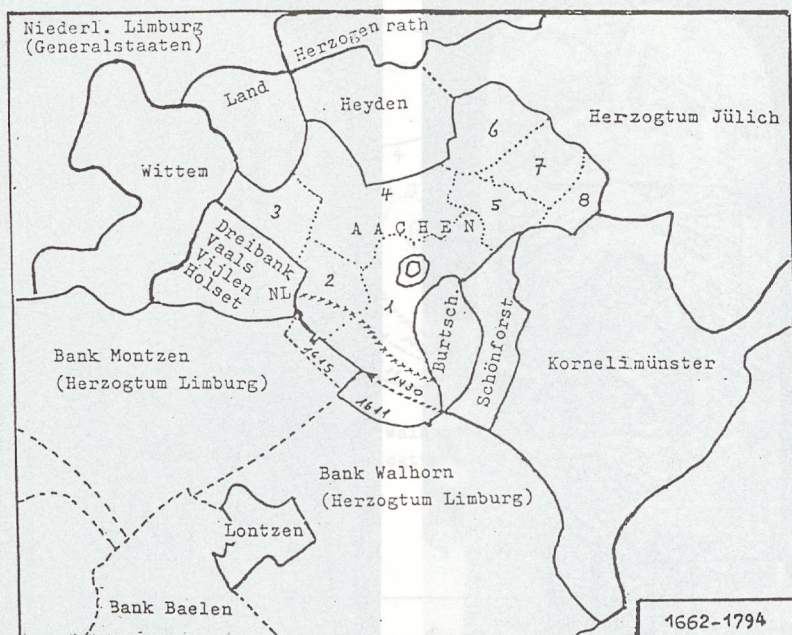 Niederl. Limburg
(Generalstaaten)
Herzogenrath
Land
Heyden
Herzogtum Jülich
6
7
Wittem
4
5
8
3
AACHEN
Dreibank
Vaals
Vijlen
Holset
NL
2
1
Burtsch.
Schönforst
Kornelimünster
Bank Montzen
(Herzogtum Limburg)
1615
1430
1611
Bank Walhorn
(Herzogtum Limburg)
Lontzen
Bank Baelen
1662-1794